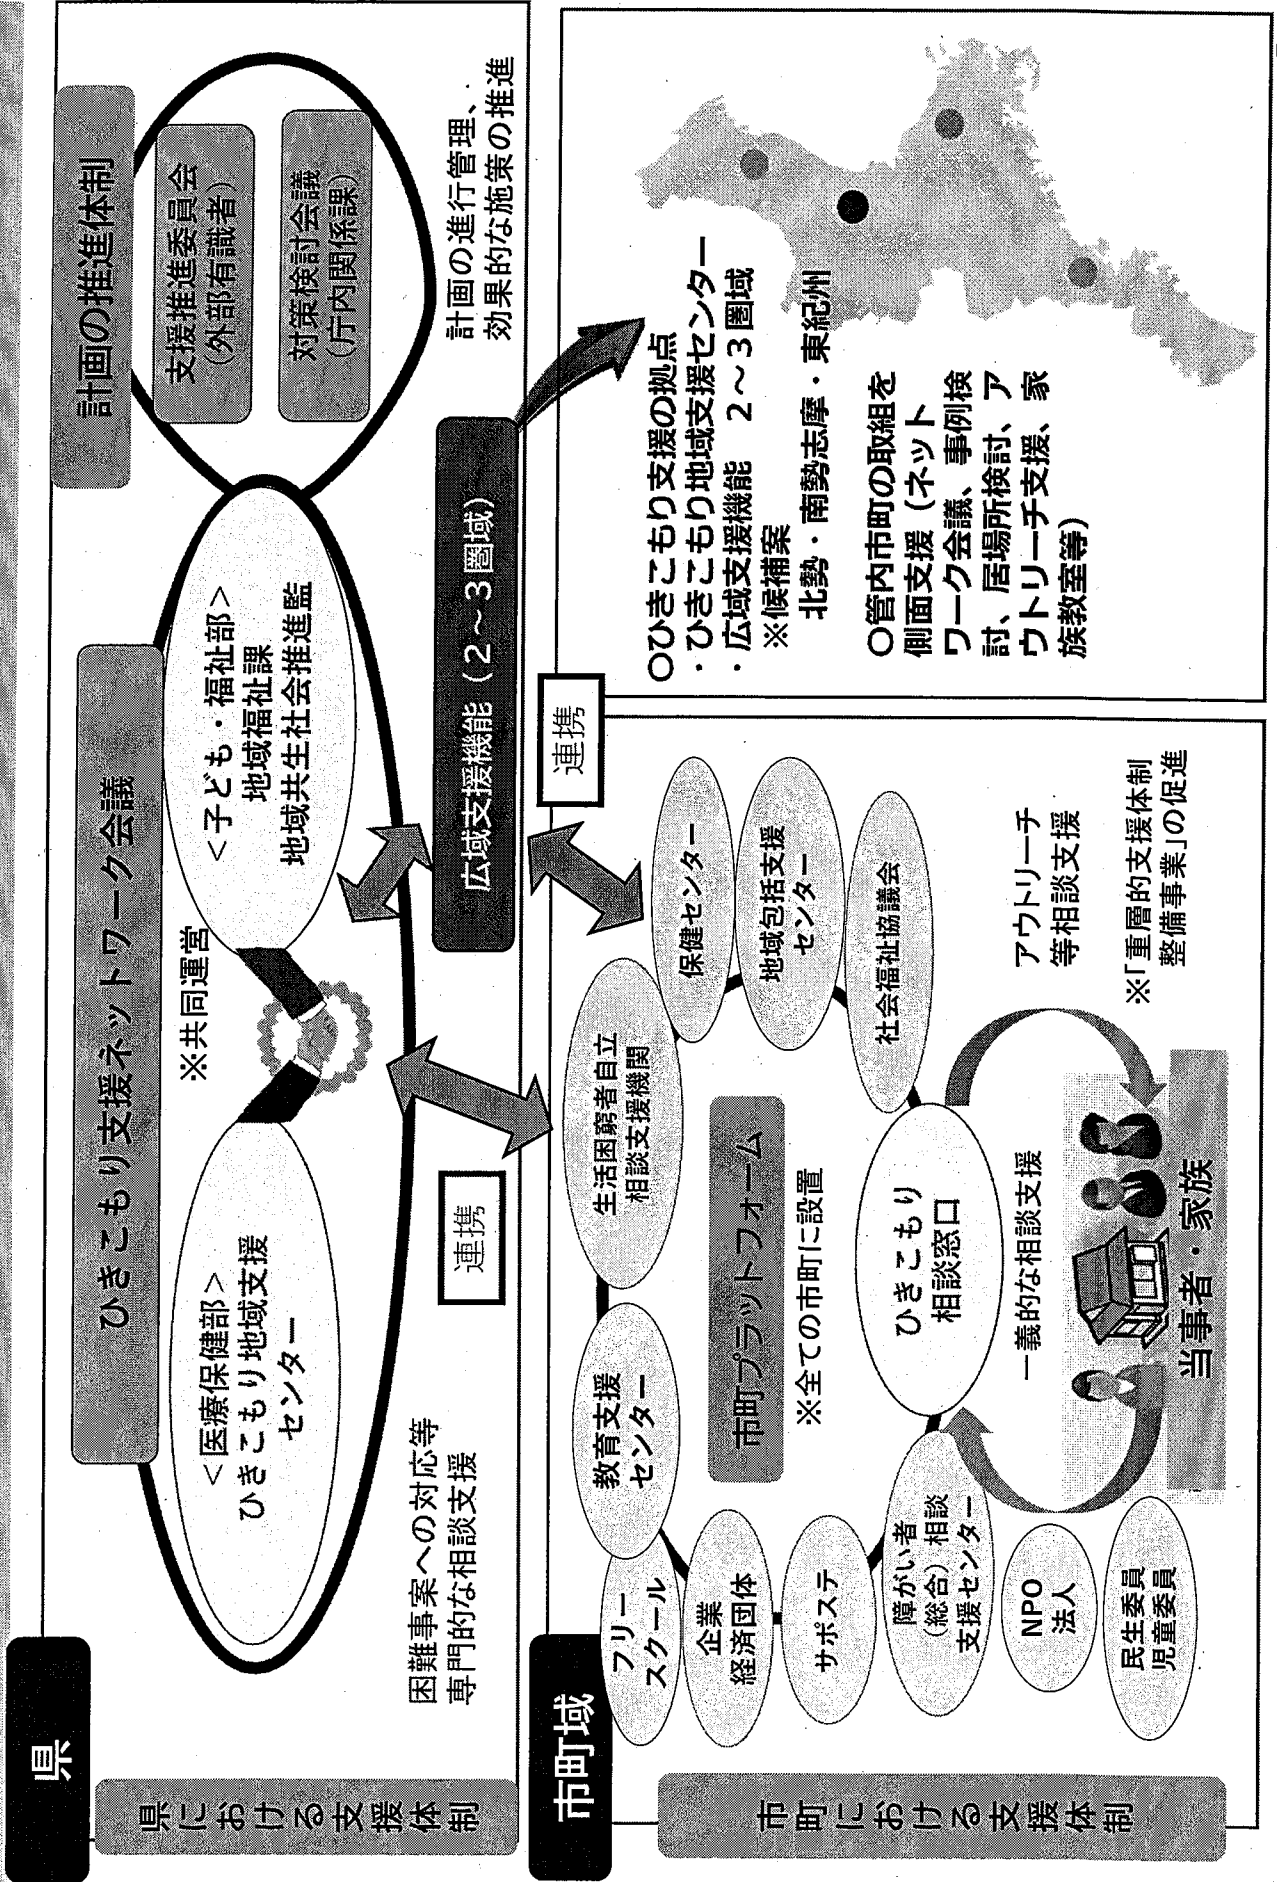 県
県における支援体制
ひきこもり支援ネットワーク会議
＜医療保健部＞
ひきこもり地域支援
センター
※共同運営
＜子ども・福祉部＞
地域福祉課
地域共生社会推進監
計画の推進体制
支援推進委員会
（外部有識者）
対策検討会議
（庁内関係課）
計画の進行管理、
効果的な施策の推進
困難事案への対応等
専門的な相談支援
連携
広域支援機能（２～３圏域）
連携
市町域
市町における支援体制
フリー
スクール
企業
経済団体
サポステ
障がい者
（総合）相談
支援センター
NPO
法人
民生委員
児童委員
教育支援
センター
生活困窮者自立
相談支援機関
保健センター
地域包括支援
センター
社会福祉協議会
市町プラットフォーム
※全ての市町に設置
ひきこもり
相談窓口
一義的な相談支援
当事者・家族
アウトリーチ
等相談支援
※「重層的支援体制
整備事業」の促進
○ひきこもり支援の拠点
・ひきこもり地域支援センター
・広域支援機能　２～３圏域
※候補案
北勢・南勢志摩・東紀州
○管内市町の取組を
側面支援（ネット
ワーク会議、事例検
討、居場所検討、ア
ウトリーチ支援、家
族教室等）